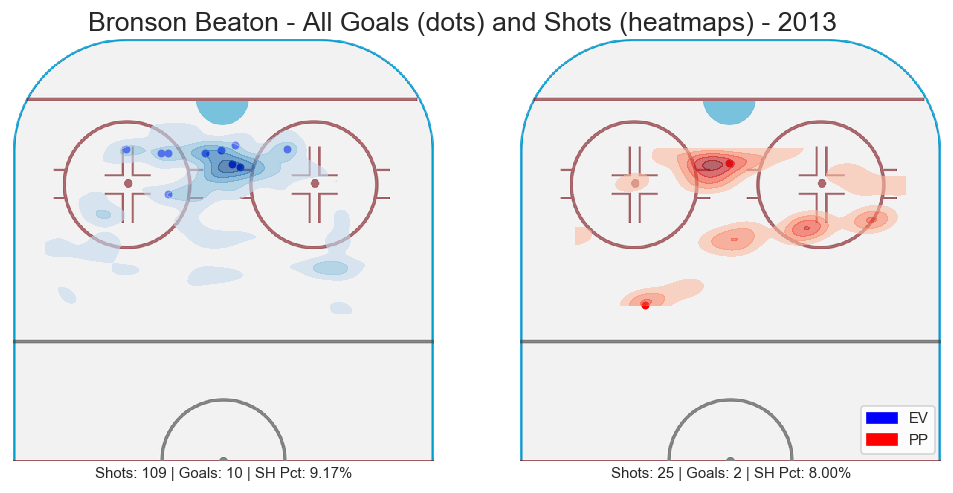 Bronson Beaton - All Goals (dots) and Shots (heatmaps) - 2013
EV
PP
Shots: 109 | Goals: 10 | SH Pct: 9.17%
Shots: 25 | Goals: 2 | SH Pct: 8.00%